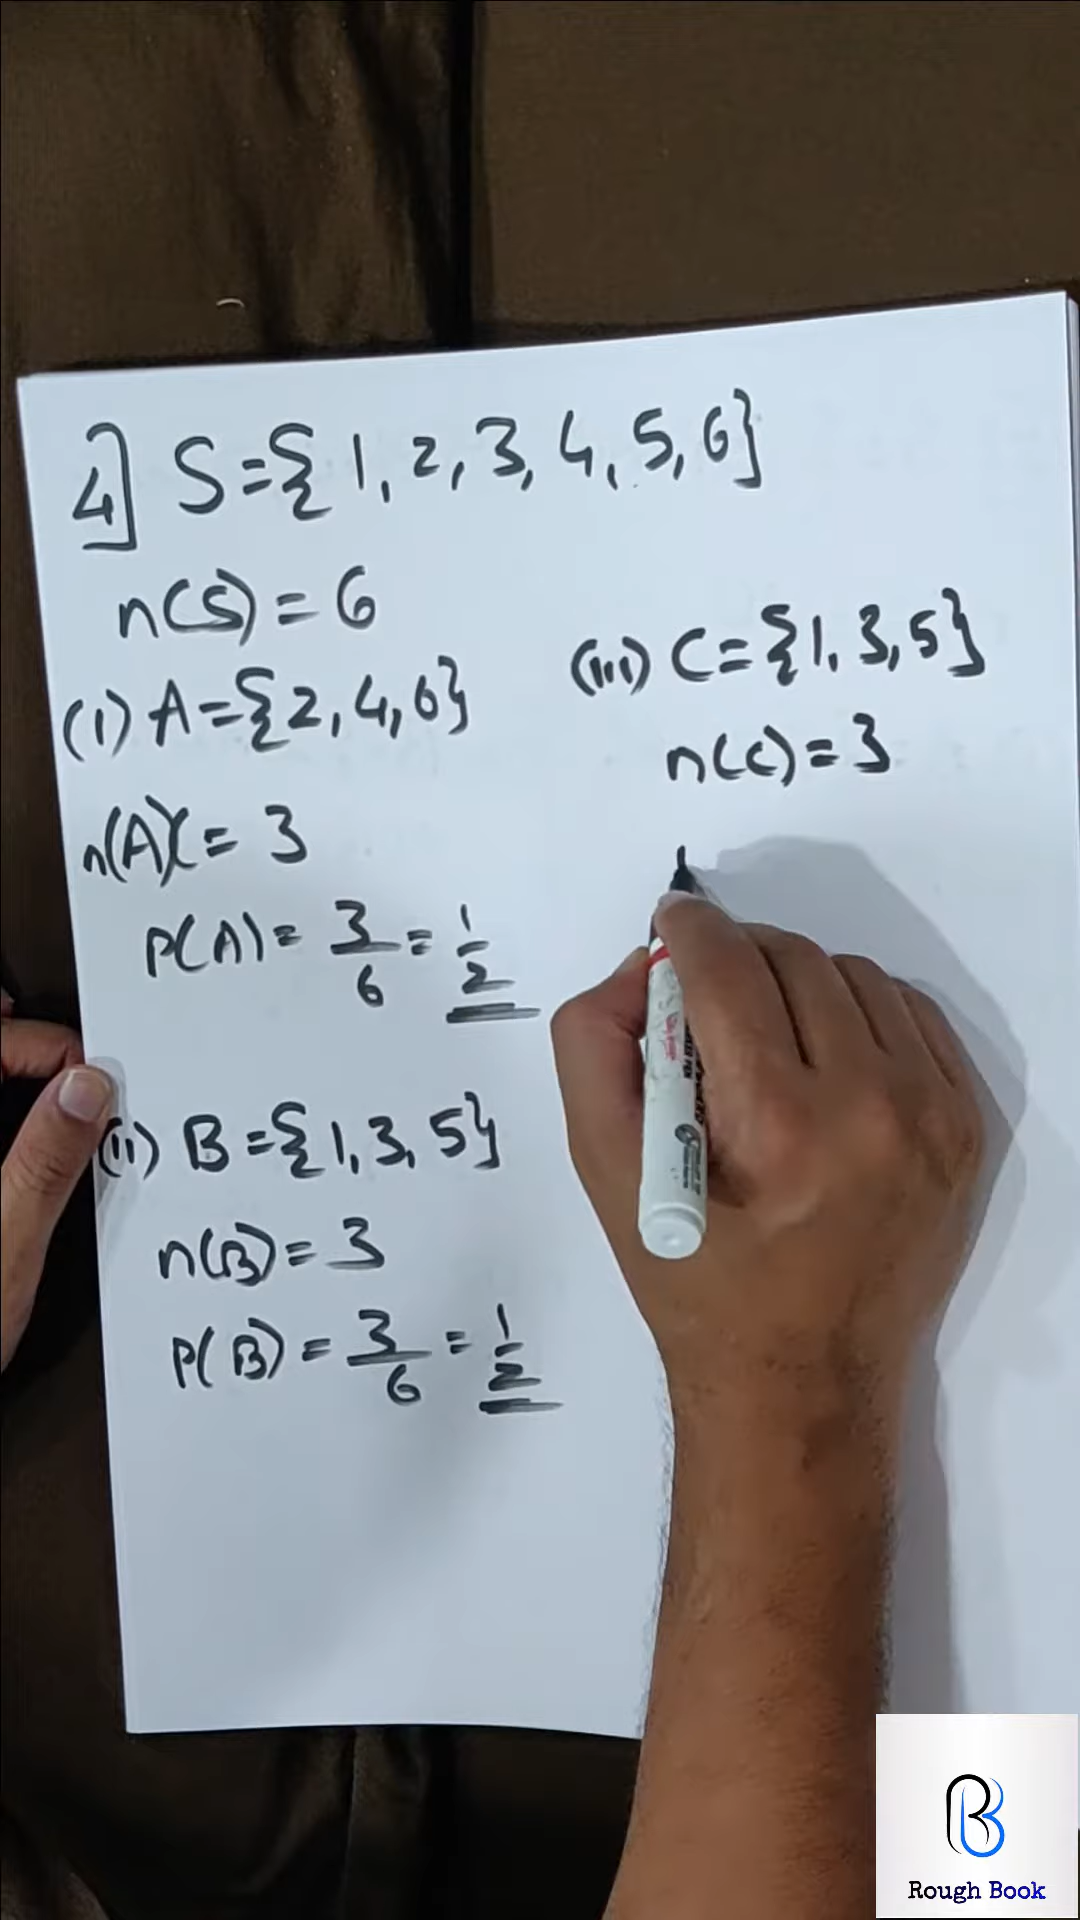 4] S={1, 2, 3, 4, 5, 6}
n(S) = 6
(i) A={2, 4, 6}
n(A)(= 3
P(A) = 3/6 = 1/2
(ii) B={1, 3, 5}
n(B) = 3
P(B) = 3/6 = 1/2
(iii) C={1, 3, 5}
n(C) = 3
B
Rough Book